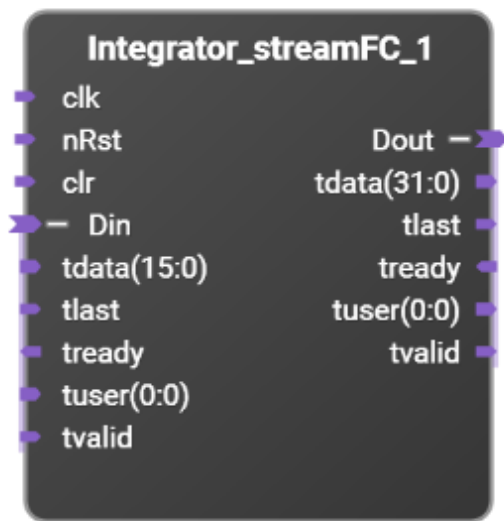 Integrator_streamFC_1
clk
nRst
clr
Din
tdata(15:0)
tlast
tready
tuser(0:0)
tvalid
Dout
tdata(31:0)
tlast
tready
tuser(0:0)
tvalid